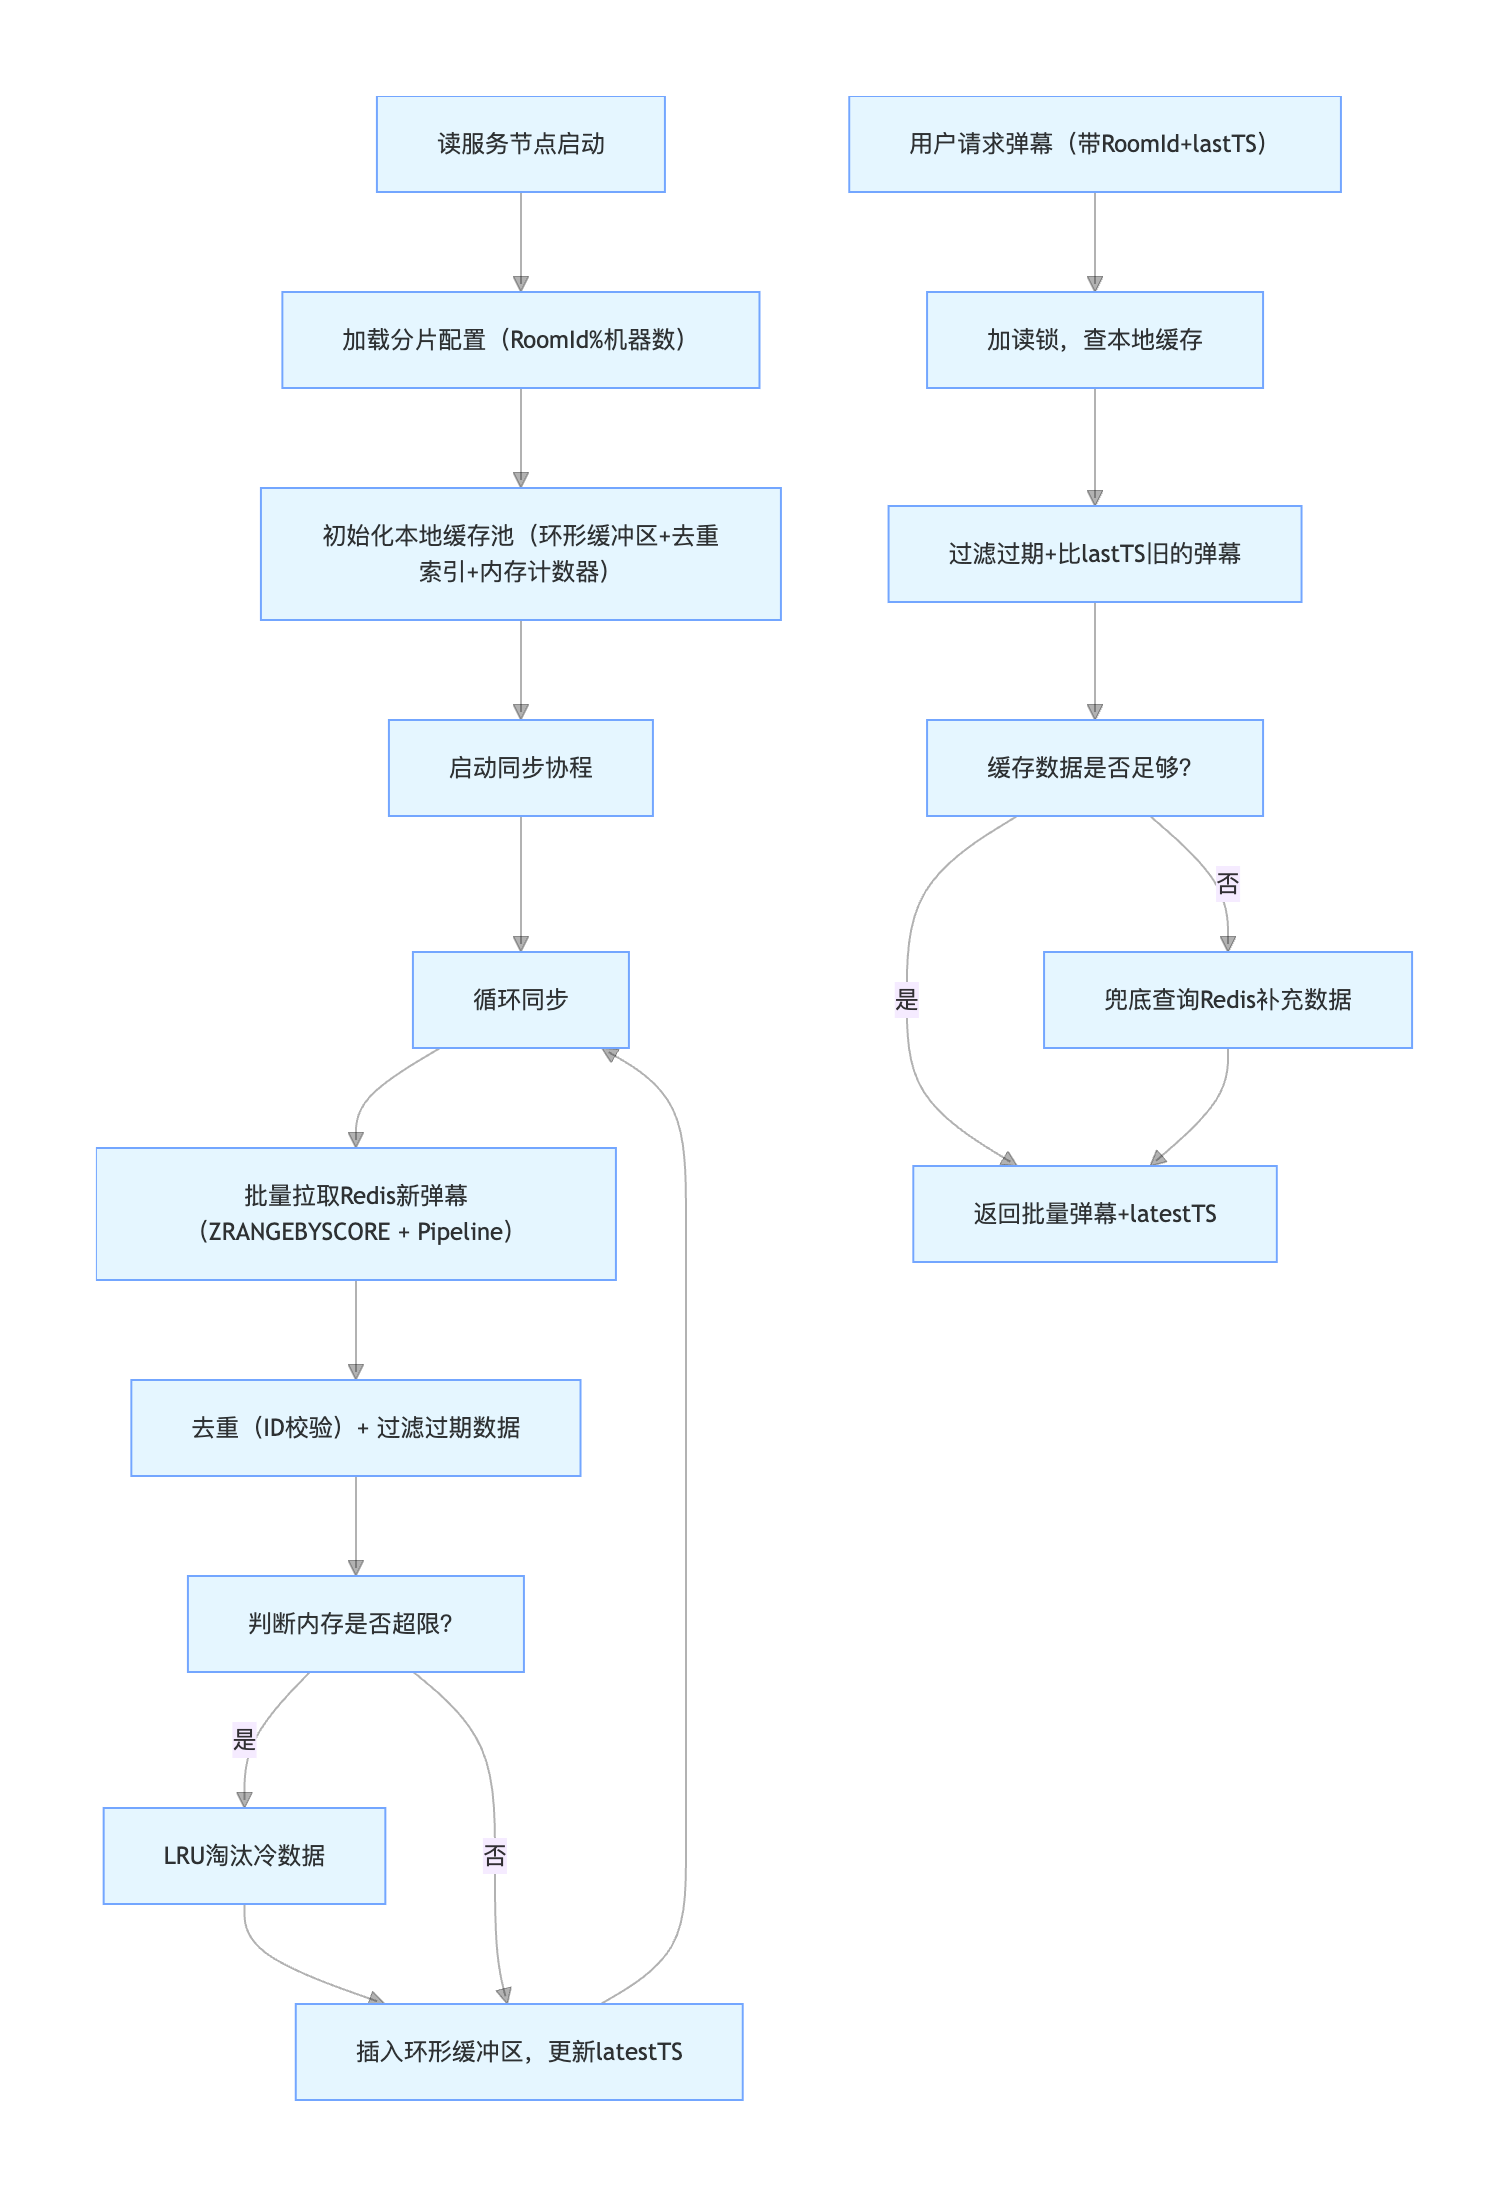 读服务节点启动
加载分片配置（RoomId%机器数）
初始化本地缓存池（环形缓冲区+去重
索引+内存计数器）
启动同步协程
循环同步
批量拉取Redis新弹幕
（ZRANGEBYSCORE + Pipeline）
去重（ID校验）+ 过滤过期数据
判断内存是否超限？
是
否
LRU淘汰冷数据
插入环形缓冲区，更新latestTS
用户请求弹幕（带RoomId+lastTS）
加读锁，查本地缓存
过滤过期+比lastTS旧的弹幕
缓存数据是否足够？
否
是
兜底查询Redis补充数据
返回批量弹幕+latestTS